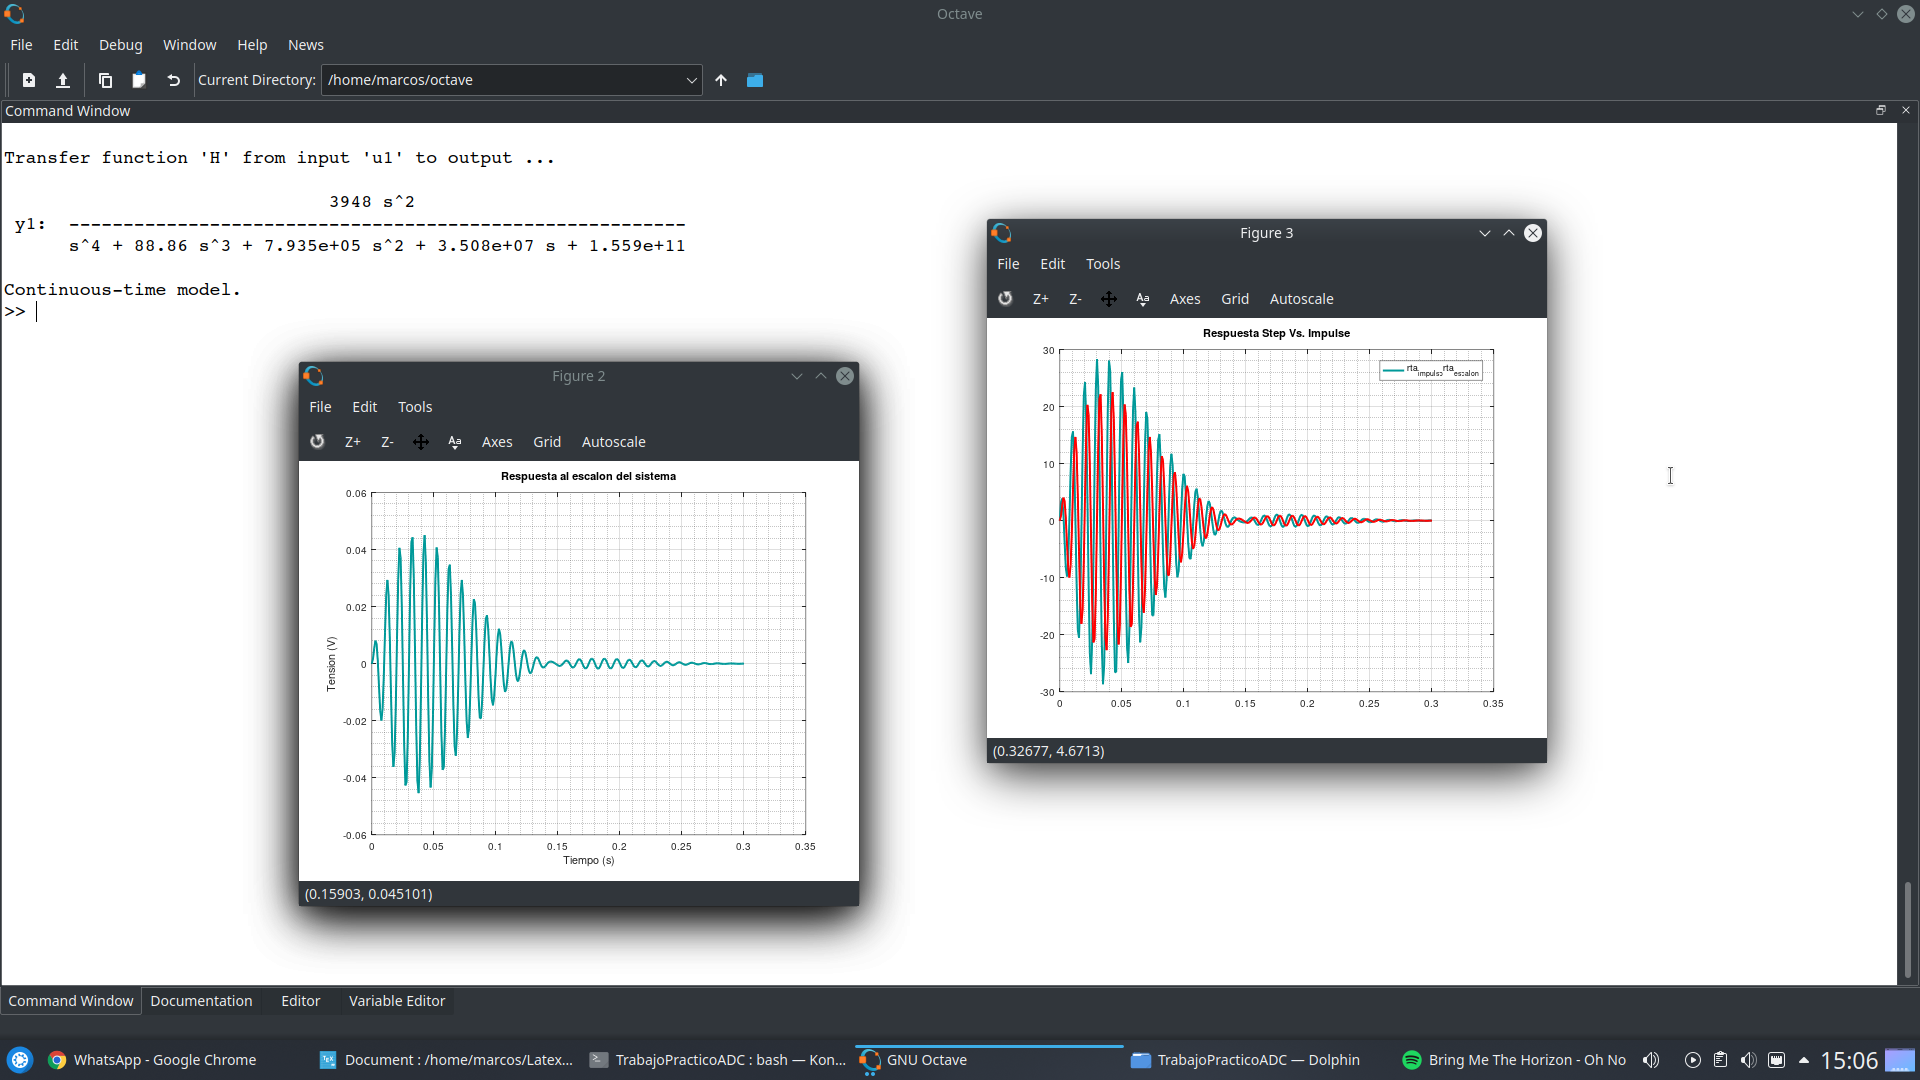 Octave
File Edit Debug Window Help News
Current Directory: /home/marcos/octave
Command Window
Transfer function 'H' from input 'u1' to output ...
3948 s^2
y1: ---------------------------------------------------------
s^4 + 88.86 s^3 + 7.935e+05 s^2 + 3.508e+07 s + 1.559e+11
Continuous-time model.
>>
Figure 2
File Edit Tools
Z+ Z- Aa Axes Grid Autoscale
Respuesta al escalon del sistema
0.06
0.04
0.02
0
-0.02
-0.04
-0.06
Tension (V)
0 0.05 0.1 0.15 0.2 0.25 0.3 0.35
Tiempo (s)
(0.15903, 0.045101)
Figure 3
File Edit Tools
Z+ Z- Aa Axes Grid Autoscale
Respuesta Step Vs. Impulse
rta impulso rta escalon
30
20
10
0
-10
-20
-30
0 0.05 0.1 0.15 0.2 0.25 0.3 0.35
(0.32677, 4.6713)
Command Window Documentation Editor Variable Editor
WhatsApp - Google Chrome Document : /home/marcos/Latex... TrabajoPracticoADC : bash — Kon... GNU Octave TrabajoPracticoADC — Dolphin Bring Me The Horizon - Oh No 15:06